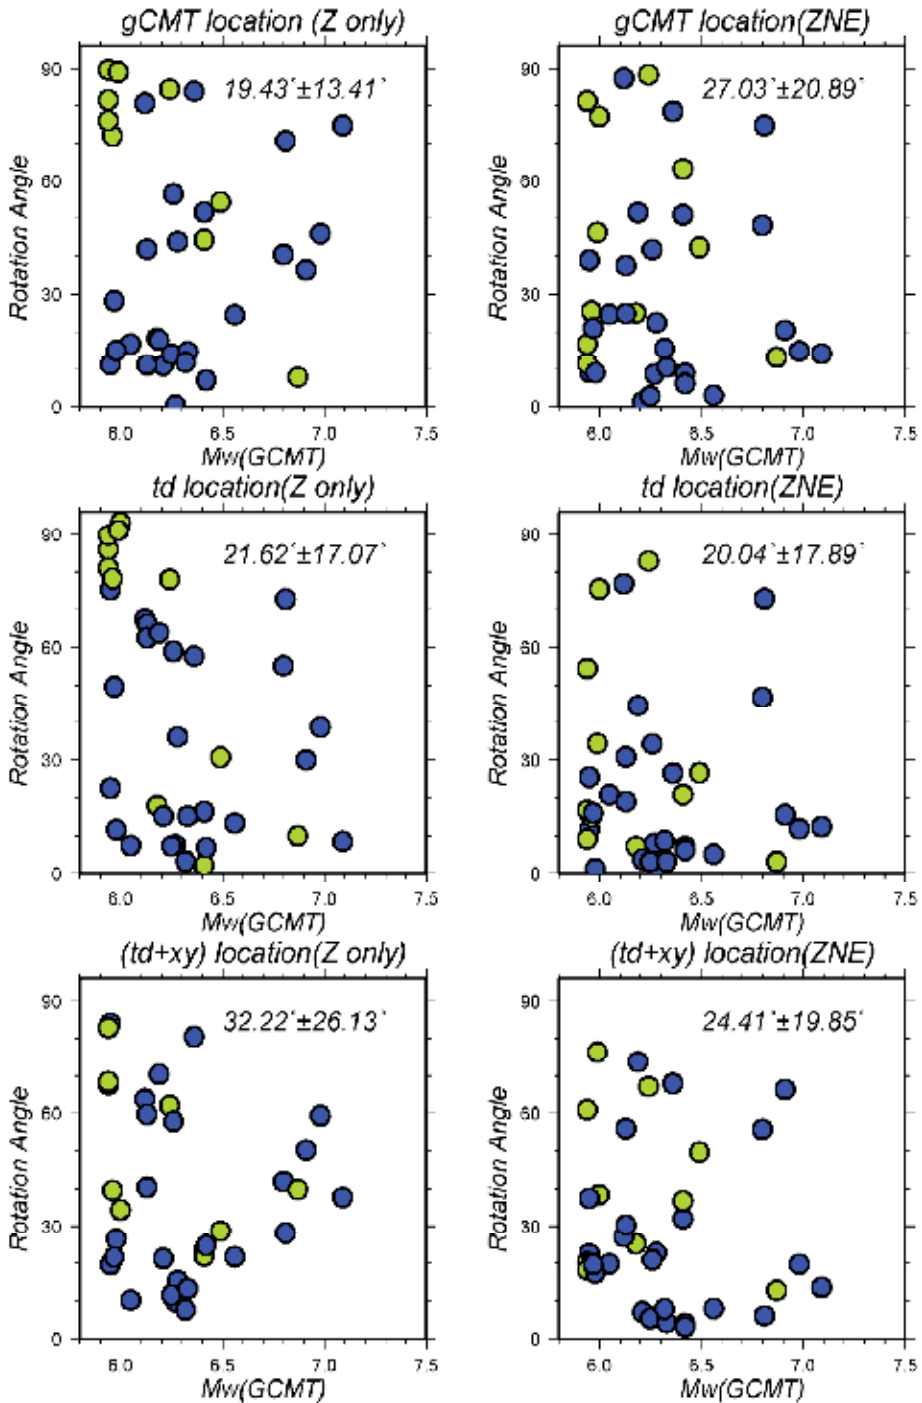 gCMT location (Z only)
19.43°±13.41°
Rotation Angle
90
60
30
0
6.0 6.5 7.0 7.5
Mw(GCMT)
gCMT location(ZNE)
27.03°±20.89°
Rotation Angle
90
60
30
0
6.0 6.5 7.0 7.5
Mw(GCMT)
td location(Z only)
21.62°±17.07°
Rotation Angle
90
60
30
0
6.0 6.5 7.0 7.5
Mw(GCMT)
td location(ZNE)
20.04°±17.89°
Rotation Angle
90
60
30
0
6.0 6.5 7.0 7.5
Mw(GCMT)
(td+xy) location(Z only)
32.22°±26.13°
Rotation Angle
90
60
30
0
6.0 6.5 7.0 7.5
Mw(GCMT)
(td+xy) location(ZNE)
24.41°±19.85°
Rotation Angle
90
60
30
0
6.0 6.5 7.0 7.5
Mw(GCMT)